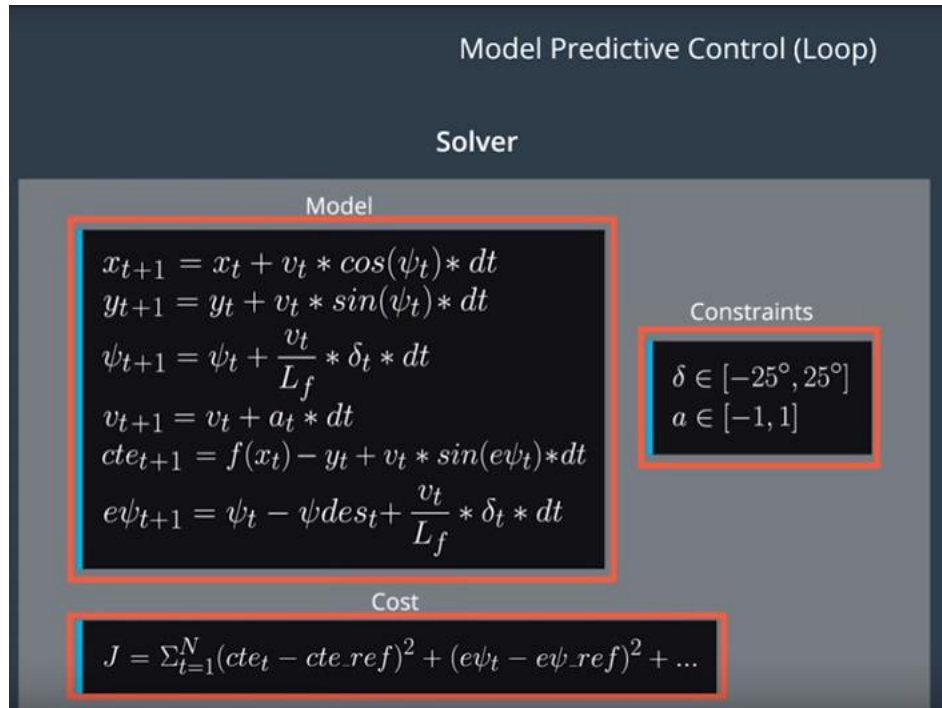 Model Predictive Control (Loop)
Solver
Model
x_{t+1} = x_t + v_t * cos(ψ_t) * dt
y_{t+1} = y_t + v_t * sin(ψ_t) * dt
ψ_{t+1} = ψ_t + \frac{v_t}{L_f} * δ_t * dt
v_{t+1} = v_t + a_t * dt
cte_{t+1} = f(x_t) − y_t + v_t * sin(eψ_t) * dt
eψ_{t+1} = ψ_t − ψdes_t + \frac{v_t}{L_f} * δ_t * dt
Constraints
δ ∈ [−25°, 25°]
a ∈ [−1, 1]
Cost
J = Σ_{t=1}^{N} (cte_t − cte_ref)^2 + (eψ_t − eψ_ref)^2 + ...